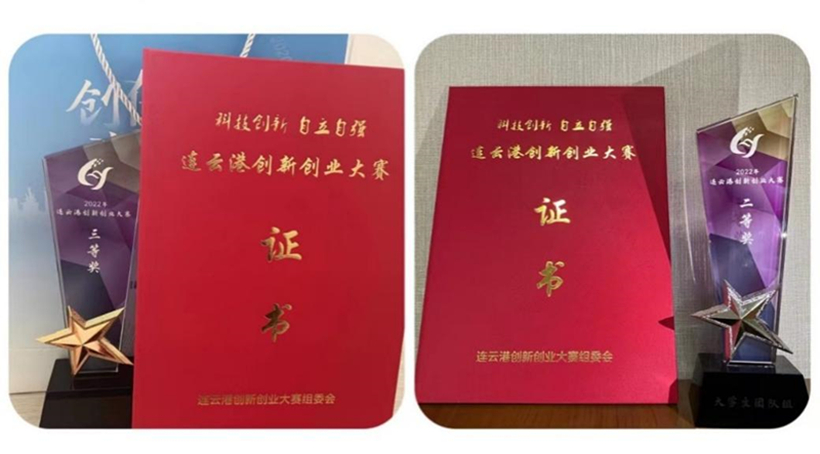 创
科技创新 自立自强
连云港创新创业大赛
证
书
连云港创新创业大赛组委会
2022年
连云港创新创业大赛
三等奖
科技创新 自立自强
连云港创新创业大赛
证
书
连云港创新创业大赛组委会
2022年
连云港创新创业大赛
二等奖
大学生团队组